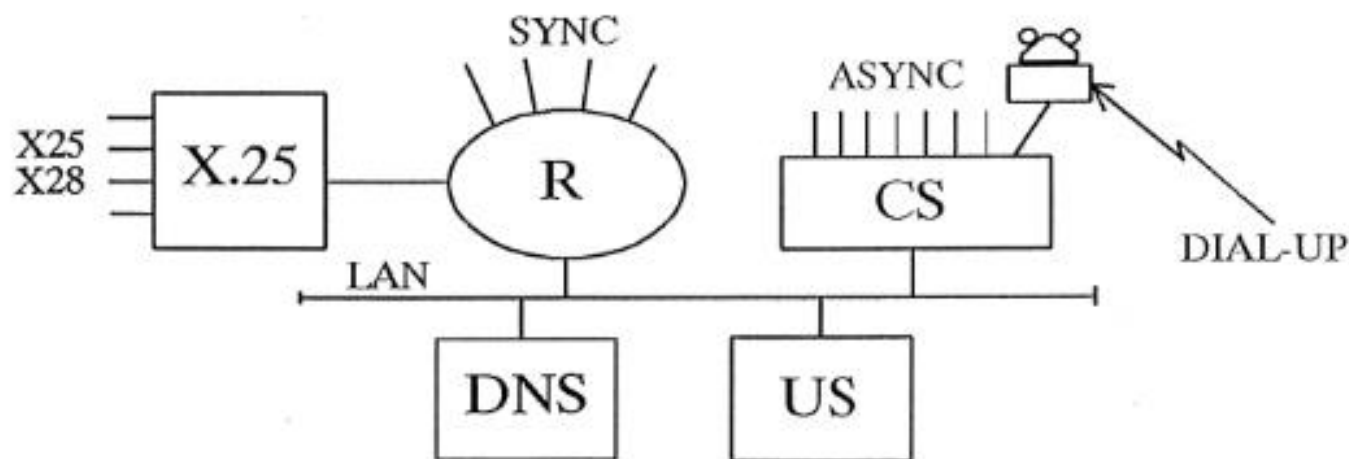 SYNC
ASYNC
X25
X28
X.25
R
CS
DIAL-UP
LAN
DNS
US